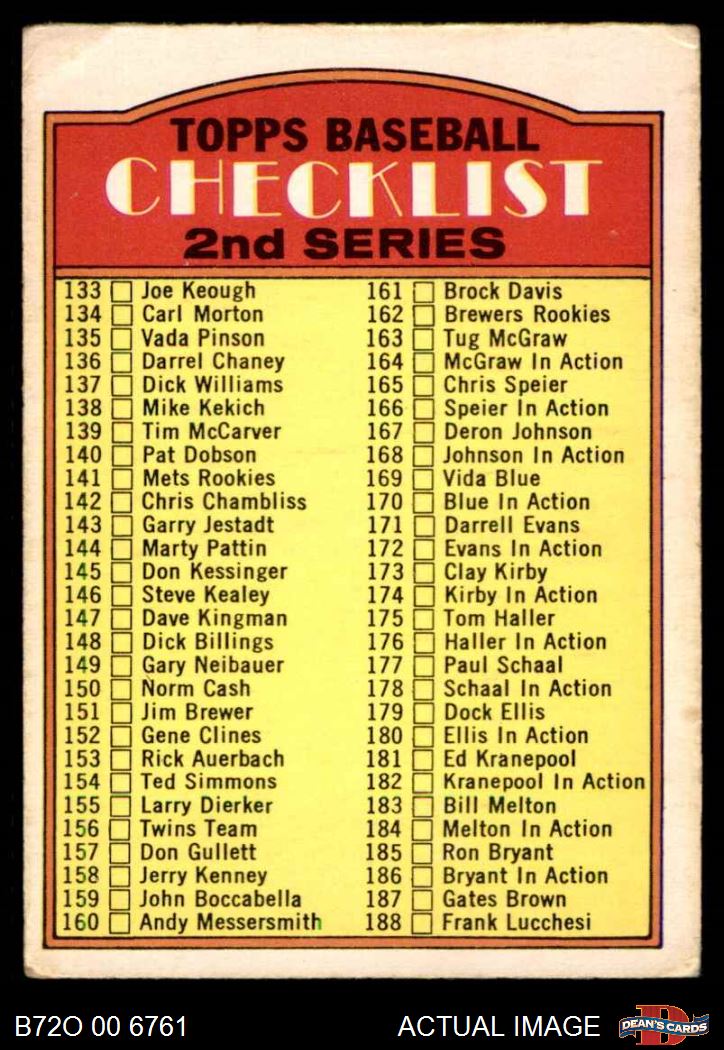 TOPPS BASEBALL
CHECKLIST
2nd SERIES
133 Joe Keough
134 Carl Morton
135 Vada Pinson
136 Darrel Chaney
137 Dick Williams
138 Mike Kekich
139 Tim McCarver
140 Pat Dobson
141 Mets Rookies
142 Chris Chambliss
143 Garry Jestadt
144 Marty Pattin
145 Don Kessinger
146 Steve Kealey
147 Dave Kingman
148 Dick Billings
149 Gary Neibauer
150 Norm Cash
151 Jim Brewer
152 Gene Clines
153 Rick Auerbach
154 Ted Simmons
155 Larry Dierker
156 Twins Team
157 Don Gullett
158 Jerry Kenney
159 John Boccabella
160 Andy Messersmith
161 Brock Davis
162 Brewers Rookies
163 Tug McGraw
164 McGraw In Action
165 Chris Speier
166 Speier In Action
167 Deron Johnson
168 Johnson In Action
169 Vida Blue
170 Blue In Action
171 Darrell Evans
172 Evans In Action
173 Clay Kirby
174 Kirby In Action
175 Tom Haller
176 Haller In Action
177 Paul Schaal
178 Schaal In Action
179 Dock Ellis
180 Ellis In Action
181 Ed Kranepool
182 Kranepool In Action
183 Bill Melton
184 Melton In Action
185 Ron Bryant
186 Bryant In Action
187 Gates Brown
188 Frank Lucchesi
B72O 00 6761
ACTUAL IMAGE
D
DEAN'S CARDS